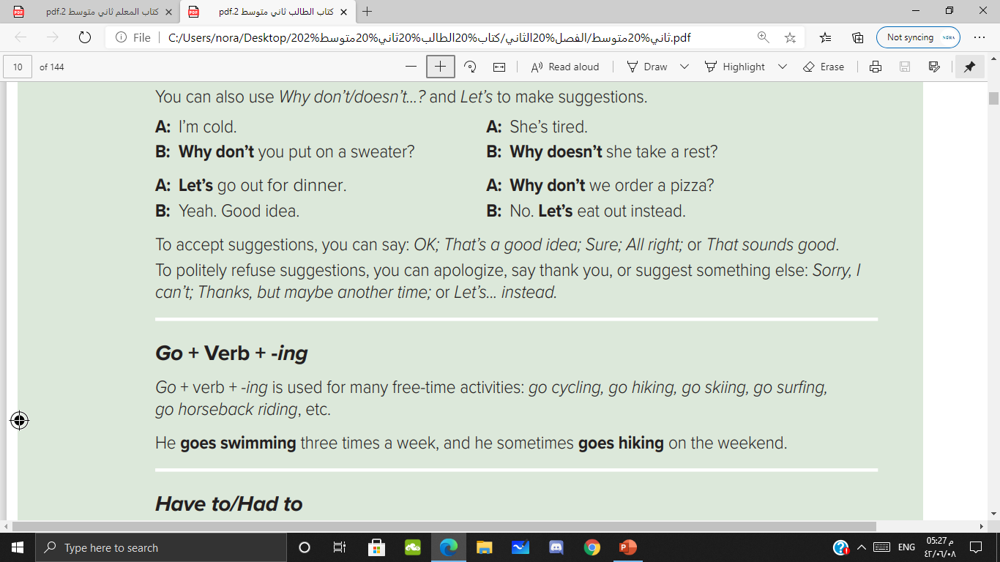 كتاب المعلم ثاني متوسط 2.pdf
كتاب الطالب ثاني متوسط 2.pdf
File
C:/Users/nora/Desktop/202%ثاني%20متوسط/الفصل%20الثاني/كتاب%20الطالب%20ثاني%20متوسط.pdf
Not syncing
NORA
10 of 144
Read aloud
Draw
Highlight
Erase
You can also use Why don't/doesn't...? and Let's to make suggestions.
A: I'm cold.
B: Why don't you put on a sweater?
A: She's tired.
B: Why doesn't she take a rest?
A: Let's go out for dinner.
B: Yeah. Good idea.
A: Why don't we order a pizza?
B: No. Let's eat out instead.
To accept suggestions, you can say: OK; That's a good idea; Sure; All right; or That sounds good.
To politely refuse suggestions, you can apologize, say thank you, or suggest something else: Sorry, I
can't; Thanks, but maybe another time; or Let's... instead.
Go + Verb + -ing
Go + verb + -ing is used for many free-time activities: go cycling, go hiking, go skiing, go surfing,
go horseback riding, etc.
He goes swimming three times a week, and he sometimes goes hiking on the weekend.
Have to/Had to
Type here to search
ENG
05:27 م
٤٢/٠٦/٠٨